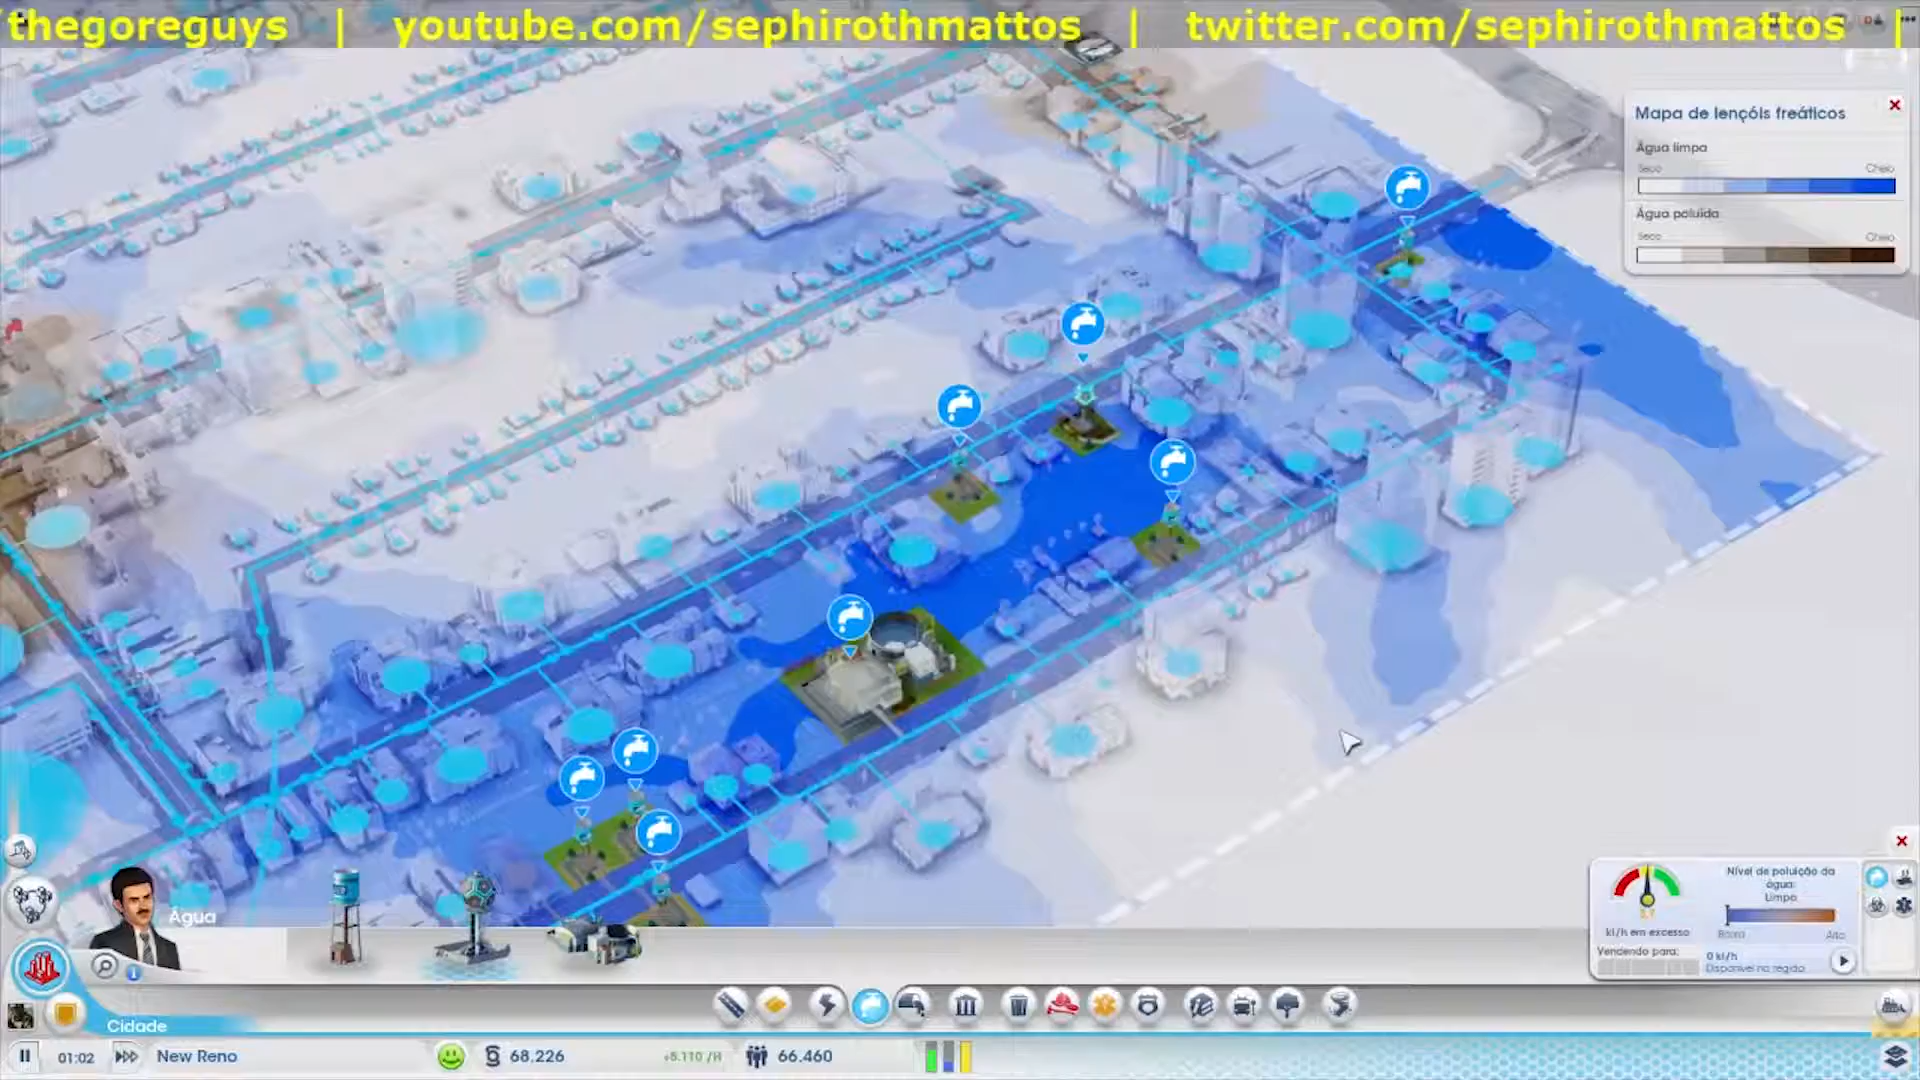 thegoreguys | youtube.com/sephirothmattos | twitter.com/sephirothmattos |
Mapa de lençóis freáticos
Água limpa
Seco Cheio
Água poluída
Seco Cheio
Nível de poluição da
água:
Limpo
kl/h em excesso
Baixo Alto
Vendendo para:
0 kl/h
Disponível na região
Água
Cidade
01:02 New Reno 68.226 +5.110 /H 66.460